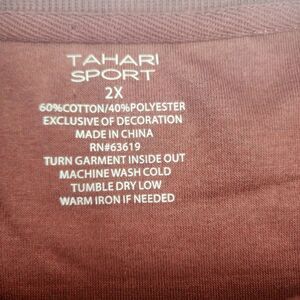 TAHARI
SPORT
2X
60%COTTON/40%POLYESTER
EXCLUSIVE OF DECORATION
MADE IN CHINA
RN#63619
TURN GARMENT INSIDE OUT
MACHINE WASH COLD
TUMBLE DRY LOW
WARM IRON IF NEEDED